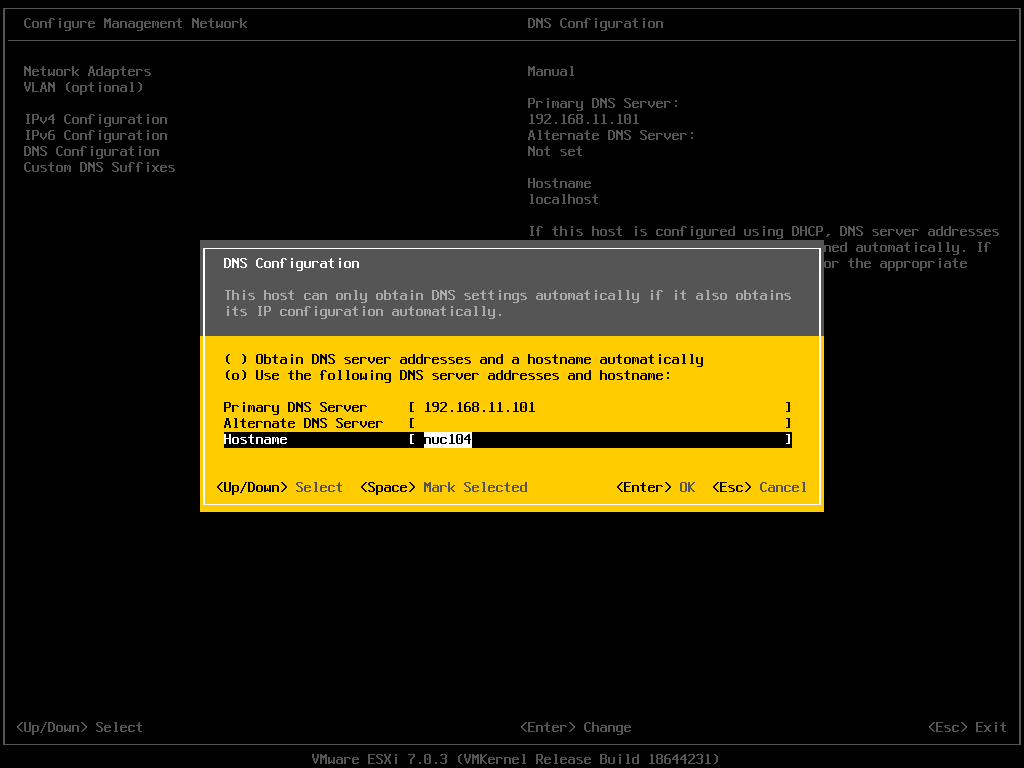 Configure Management Network
DNS Configuration
Network Adapters
VLAN (optional)
IPv4 Configuration
IPv6 Configuration
DNS Configuration
Custom DNS Suffixes
Manual
Primary DNS Server:
192.168.11.101
Alternate DNS Server:
Not set
Hostname
localhost
If this host is configured using DHCP, DNS server addresses
ned automatically. If
or the appropriate
DNS Configuration
This host can only obtain DNS settings automatically if it also obtains
its IP configuration automatically.
( ) Obtain DNS server addresses and a hostname automatically
(o) Use the following DNS server addresses and hostname:
Primary DNS Server [ 192.168.11.101 ]
Alternate DNS Server [ ]
Hostname [ nuc104 ]
<Up/Down> Select <Space> Mark Selected <Enter> OK <Esc> Cancel
<Up/Down> Select <Enter> Change <Esc> Exit
VMware ESXi 7.0.3 (VMKernel Release Build 18644231)